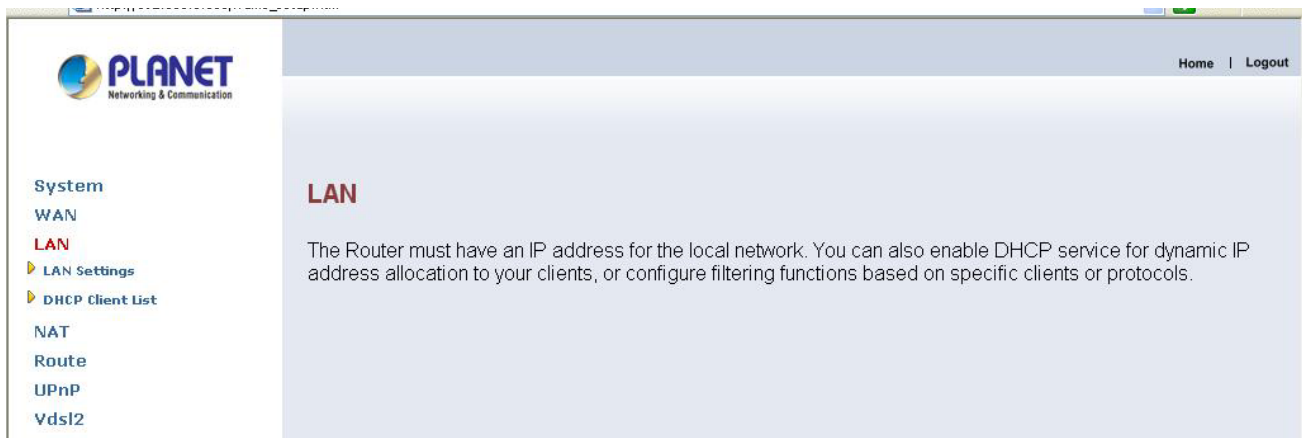 PLANET
Networking & Communication
Home | Logout
System
WAN
LAN
LAN Settings
DHCP Client List
NAT
Route
UPnP
Vdsl2
LAN
The Router must have an IP address for the local network. You can also enable DHCP service for dynamic IP
address allocation to your clients, or configure filtering functions based on specific clients or protocols.